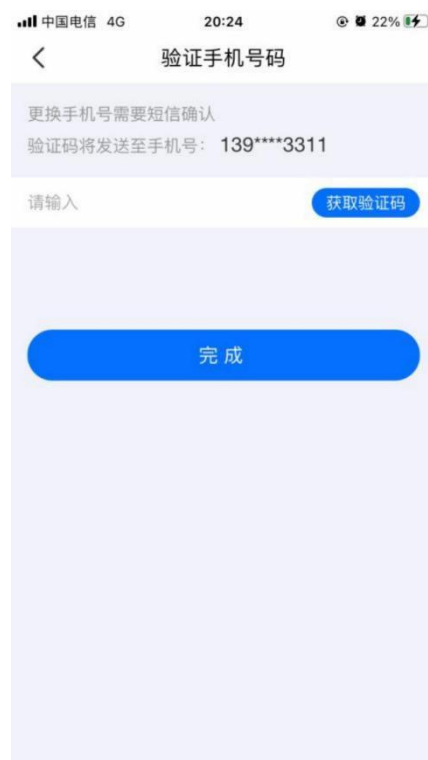 中国电信 4G 20:24 22%
验证手机号码
更换手机号需要短信确认
验证码将发送至手机号： 139****3311
请输入 获取验证码
完成